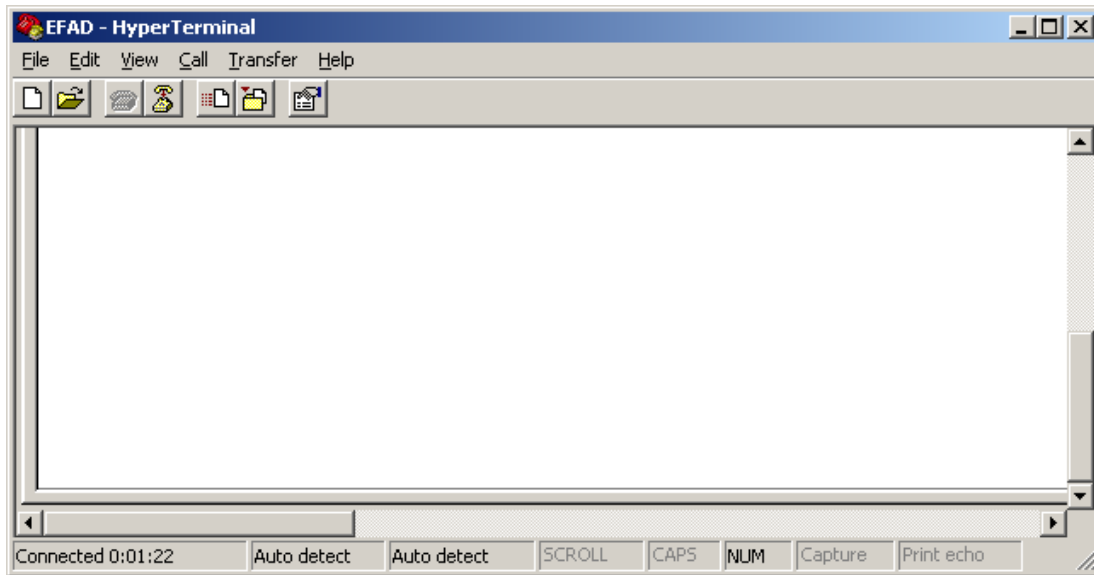 EFAD - HyperTerminal
File Edit View Call Transfer Help
Connected 0:01:22 Auto detect Auto detect SCROLL CAPS NUM Capture Print echo